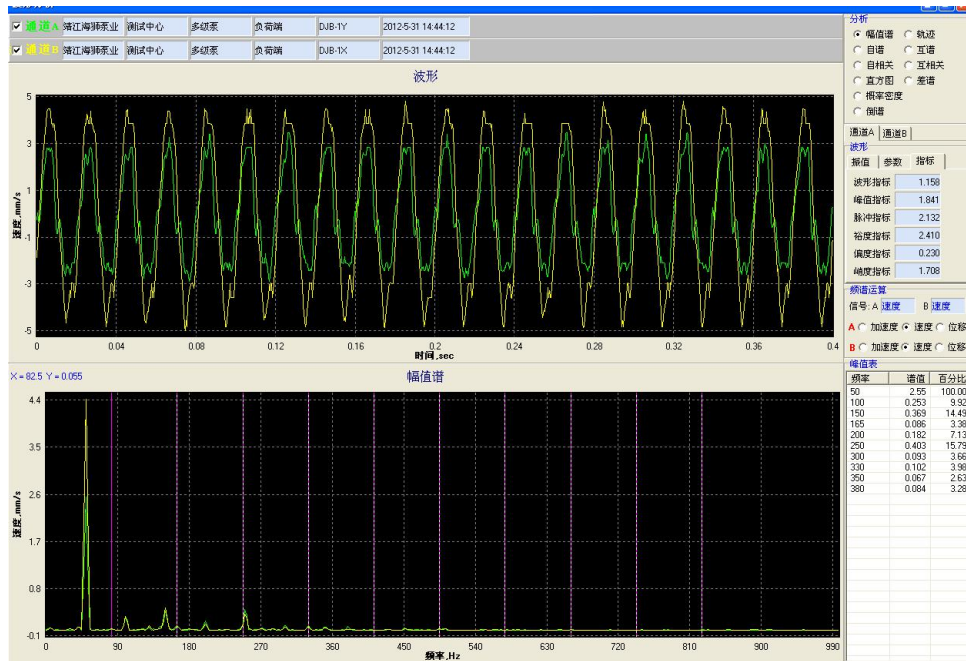 通道A 靖江海狮泵业 测试中心 多级泵 负荷端 DJB-1Y 2012-5-31 14:44:12
通道B 靖江海狮泵业 测试中心 多级泵 负荷端 DJB-1X 2012-5-31 14:44:12
波形
5
3
1
-1
-3
-5
速度,mm/s
0 0.04 0.08 0.12 0.16 0.2 0.24 0.28 0.32 0.36 0.4
时间,sec
X = 82.5 Y = 0.055
幅值谱
4.4
3.5
2.6
1.7
0.8
-0.1
速度,mm/s
0 90 180 270 360 450 540 630 720 810 900 990
频率,Hz
分析
幅值谱 轨迹
自谱 互谱
自相关 互相关
直方图 差谱
概率密度
倒谱
通道A 通道B
波形
振值 参数 指标
波形指标 1.158
峰值指标 1.841
脉冲指标 2.132
裕度指标 2.410
偏度指标 0.230
峭度指标 1.708
频谱运算
信号: A 速度 B 速度
A 加速度 速度 位移
B 加速度 速度 位移
峰值表
频率 谱值 百分比
50 2.55 100.00
100 0.253 9.92
150 0.369 14.49
165 0.086 3.38
200 0.182 7.13
250 0.403 15.79
300 0.093 3.66
330 0.102 3.98
350 0.067 2.63
380 0.084 3.28